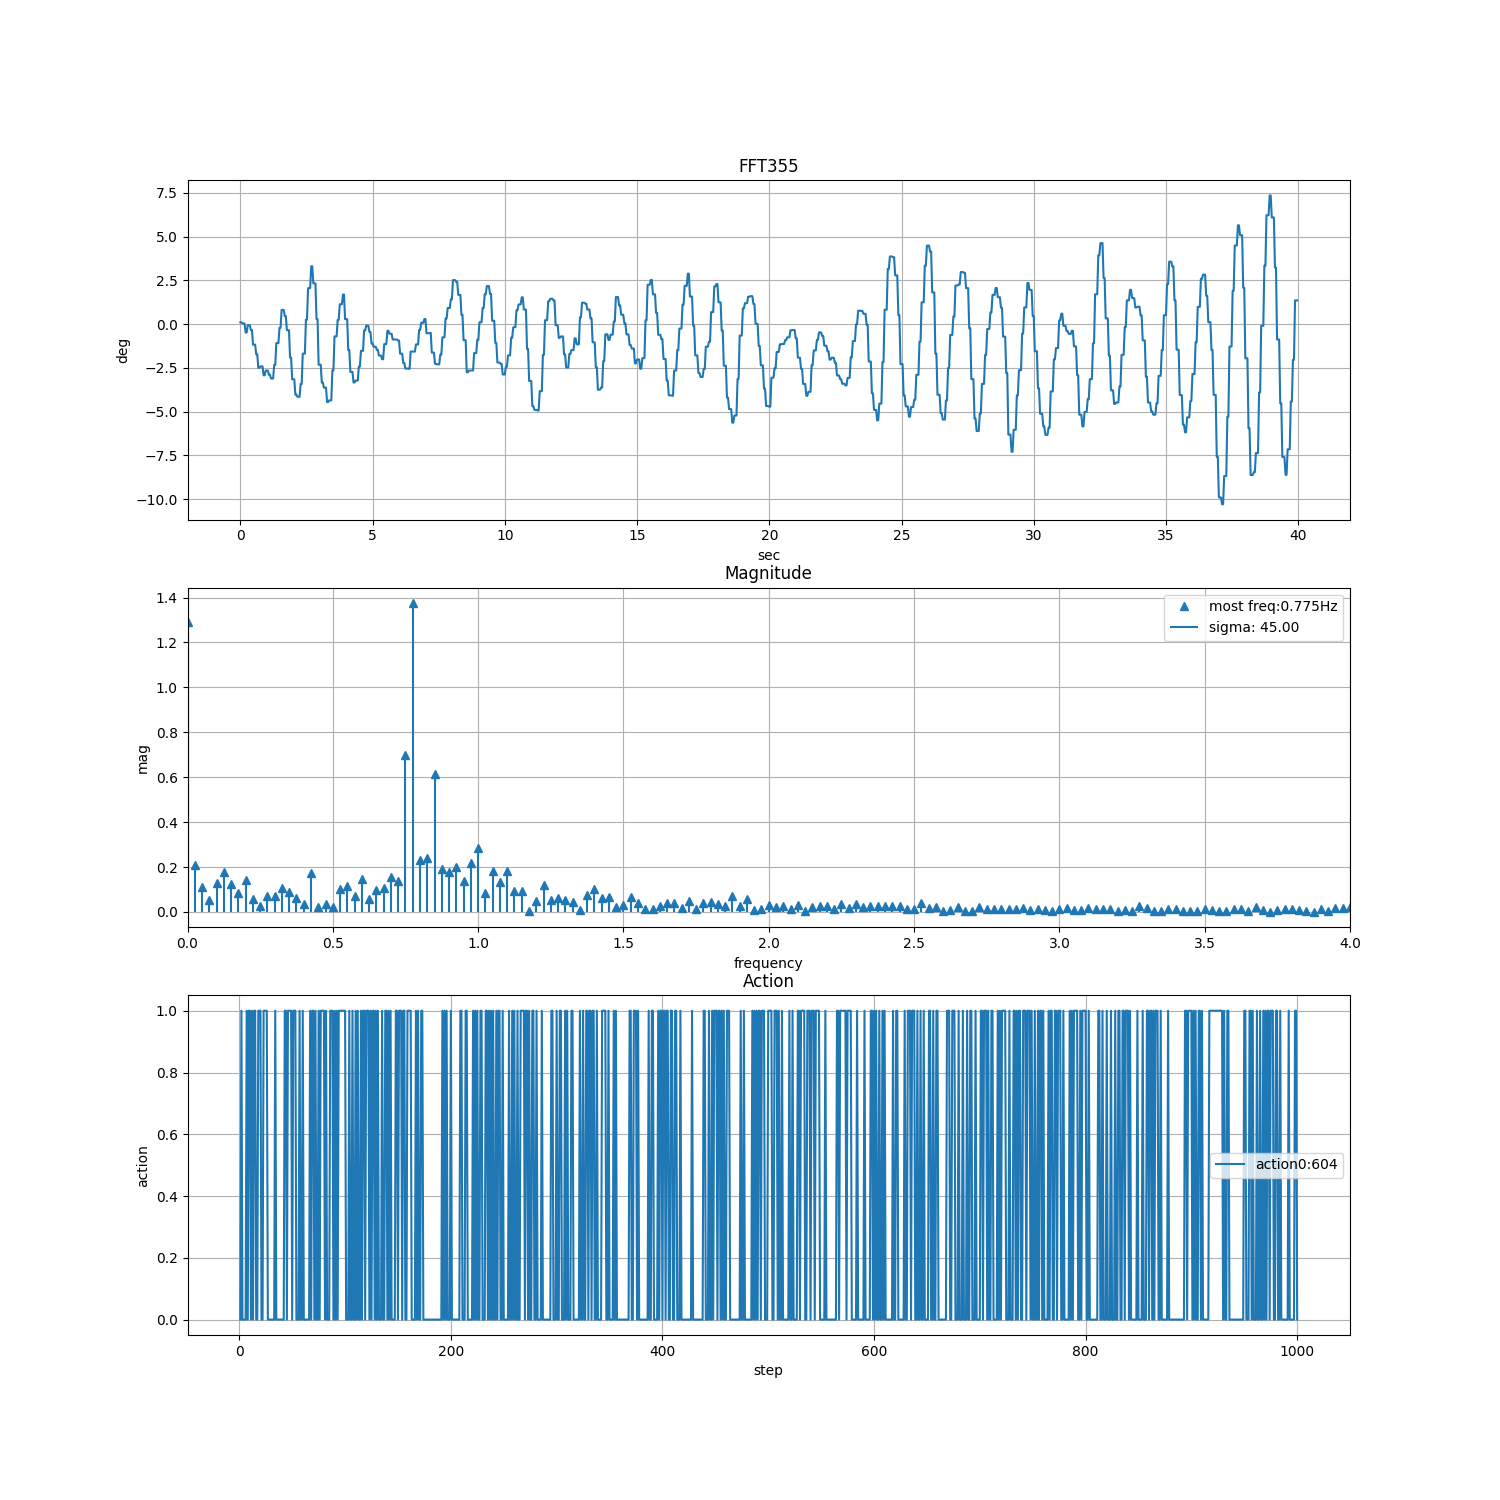 FFT355
7.5
5.0
2.5
0.0
−2.5
−5.0
−7.5
−10.0
deg
0 5 10 15 20 25 30 35 40
sec
Magnitude
1.4
1.2
1.0
0.8
0.6
0.4
0.2
0.0
mag
most freq:0.775Hz
sigma: 45.00
0.0 0.5 1.0 1.5 2.0 2.5 3.0 3.5 4.0
frequency
Action
1.0
0.8
0.6
0.4
0.2
0.0
action
action0:604
0 200 400 600 800 1000
step